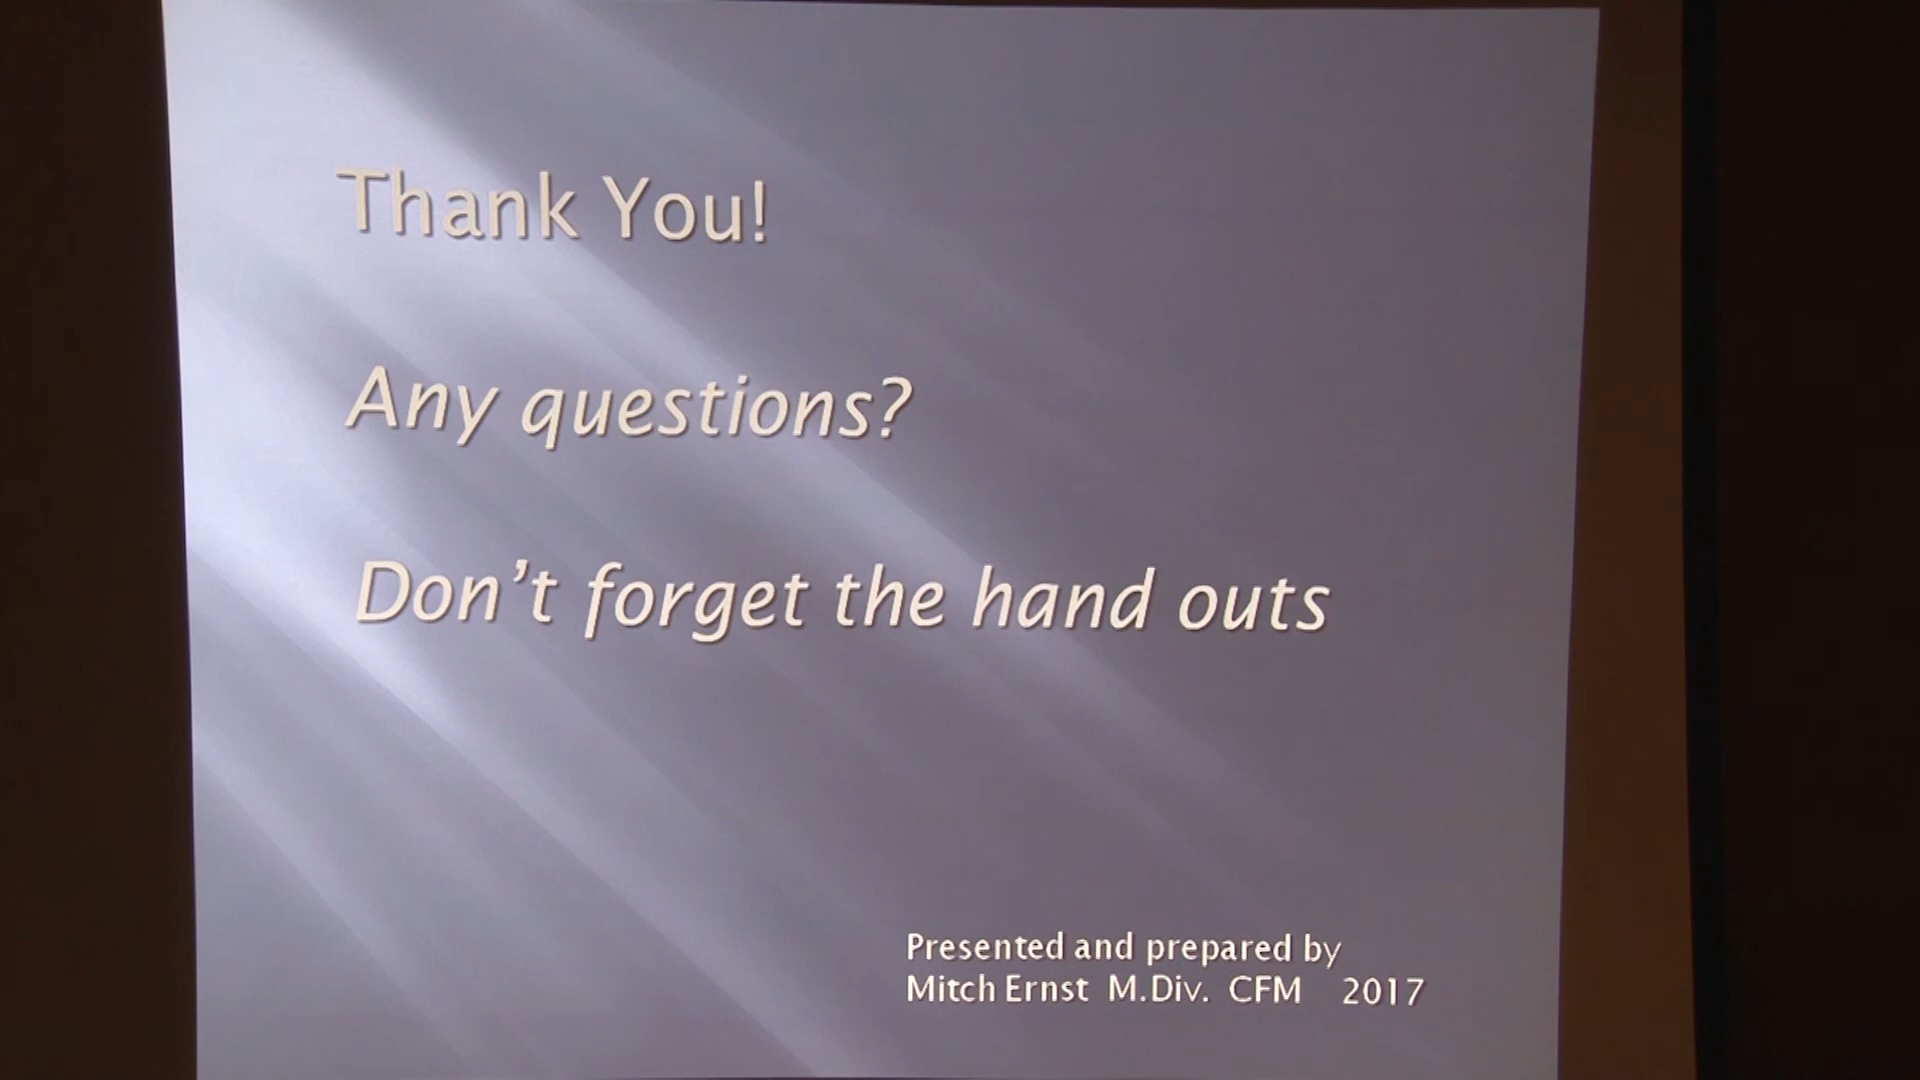 Thank You!
Any questions?
Don't forget the hand outs
Presented and prepared by
Mitch Ernst M.Div. CFM 2017